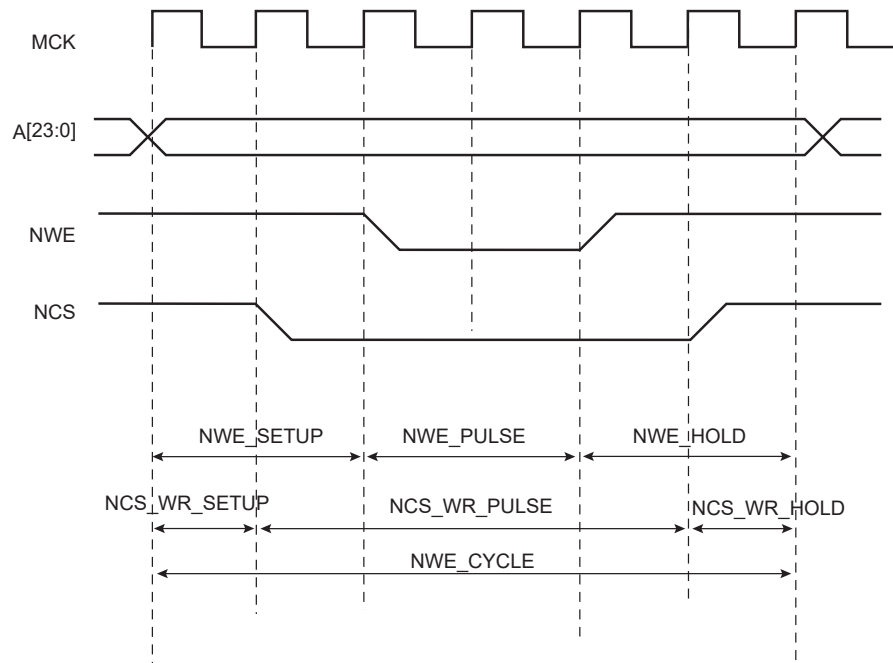 MCK
A[23:0]
NWE
NCS
NWE_SETUP NWE_PULSE NWE_HOLD
NCS_WR_SETUP NCS_WR_PULSE NCS_WR_HOLD
NWE_CYCLE